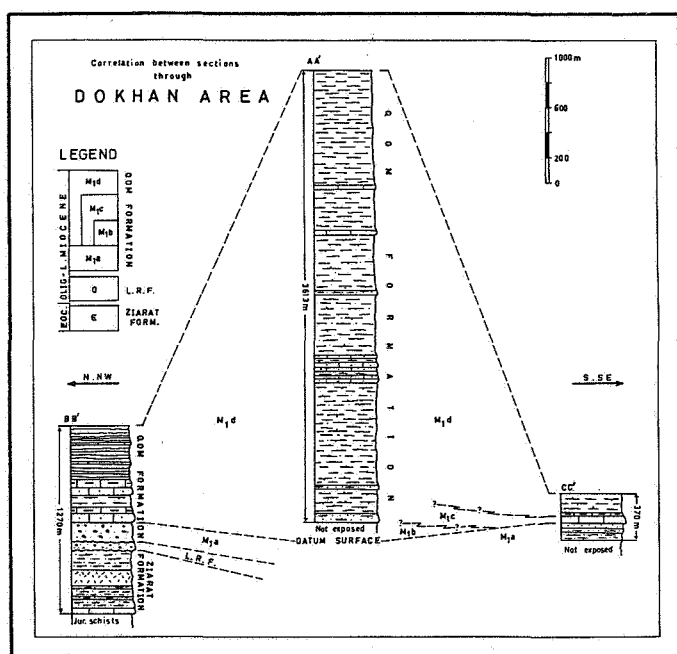 Correlation between sections
through
DOKHAN AREA
LEGEND
M₁d
M₁c
M₁b
M₁a
O
Є
EOC. OLIG-L. MIOCENE
QOM FORMATION
L.R.F.
ZIARAT
FORM.
N.NW
BB'
1270m
QOM FORMATION
ZIARAT FORMATION
Jur. schists
AA'
3613m
QOM FORMATION
Not exposed
DATUM SURFACE
M₁d
M₁d
M₁a
L.R.F.
? M₁c ?
? M₁b ?
M₁a
1000m
600
200
0
S.SE
CC'
370m
Not exposed